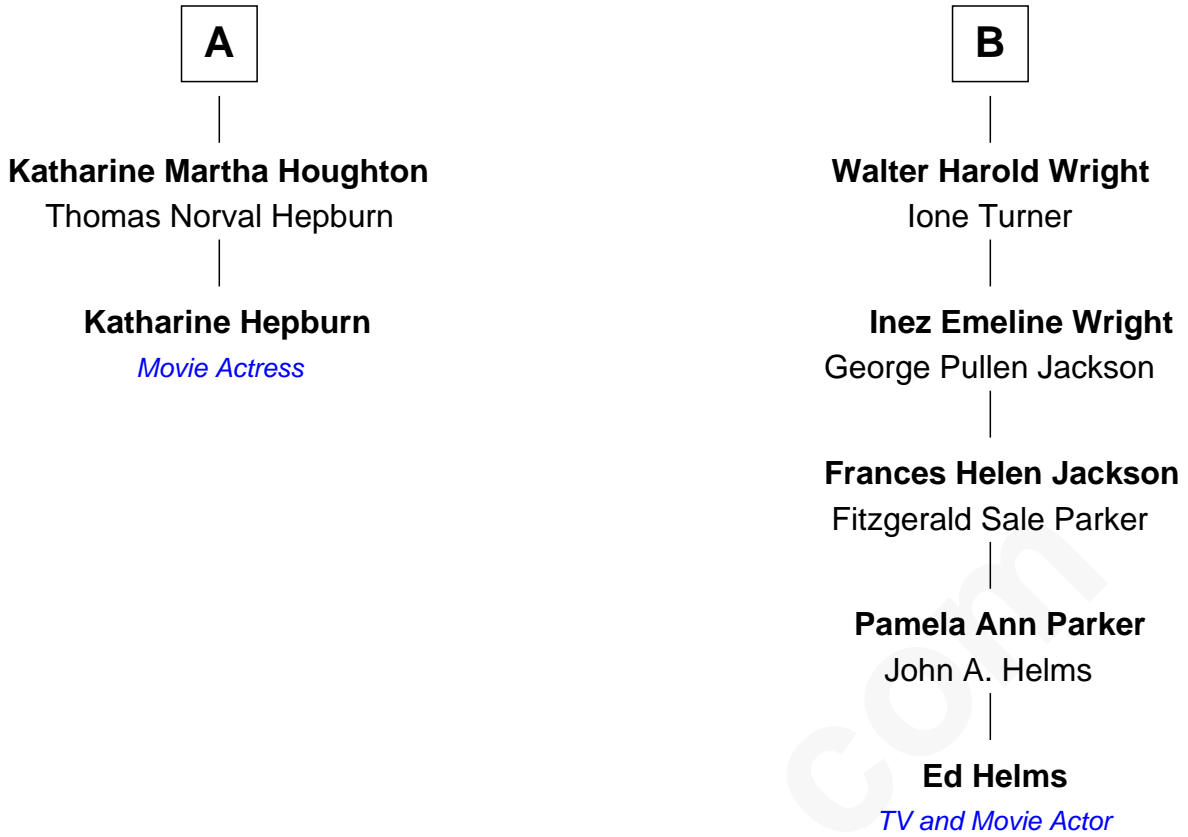 A
Katharine Martha Houghton
Thomas Norval Hepburn
Katharine Hepburn
Movie Actress
B
Walter Harold Wright
Ione Turner
Inez Emeline Wright
George Pullen Jackson
Frances Helen Jackson
Fitzgerald Sale Parker
Pamela Ann Parker
John A. Helms
Ed Helms
TV and Movie Actor
com